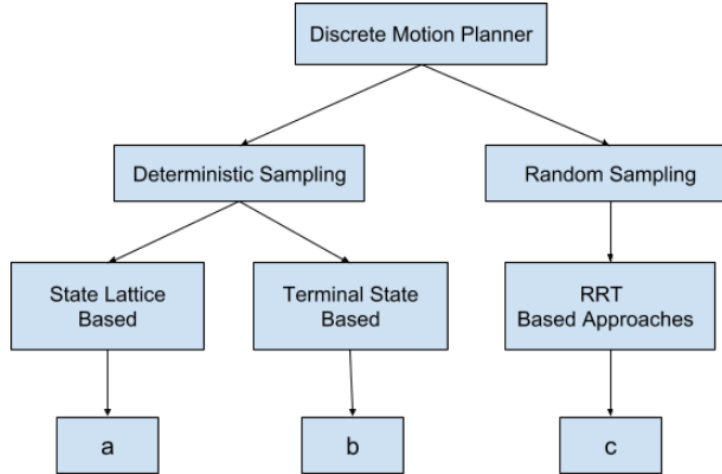 Discrete Motion Planner
Deterministic Sampling
Random Sampling
State Lattice
Based
Terminal State
Based
RRT
Based Approaches
a
b
c